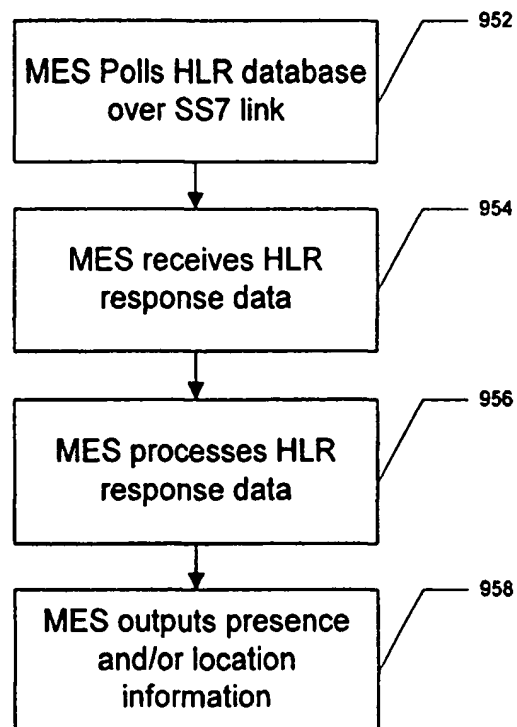 952
MES Polls HLR database
over SS7 link
954
MES receives HLR
response data
956
MES processes HLR
response data
958
MES outputs presence
and/or location
information